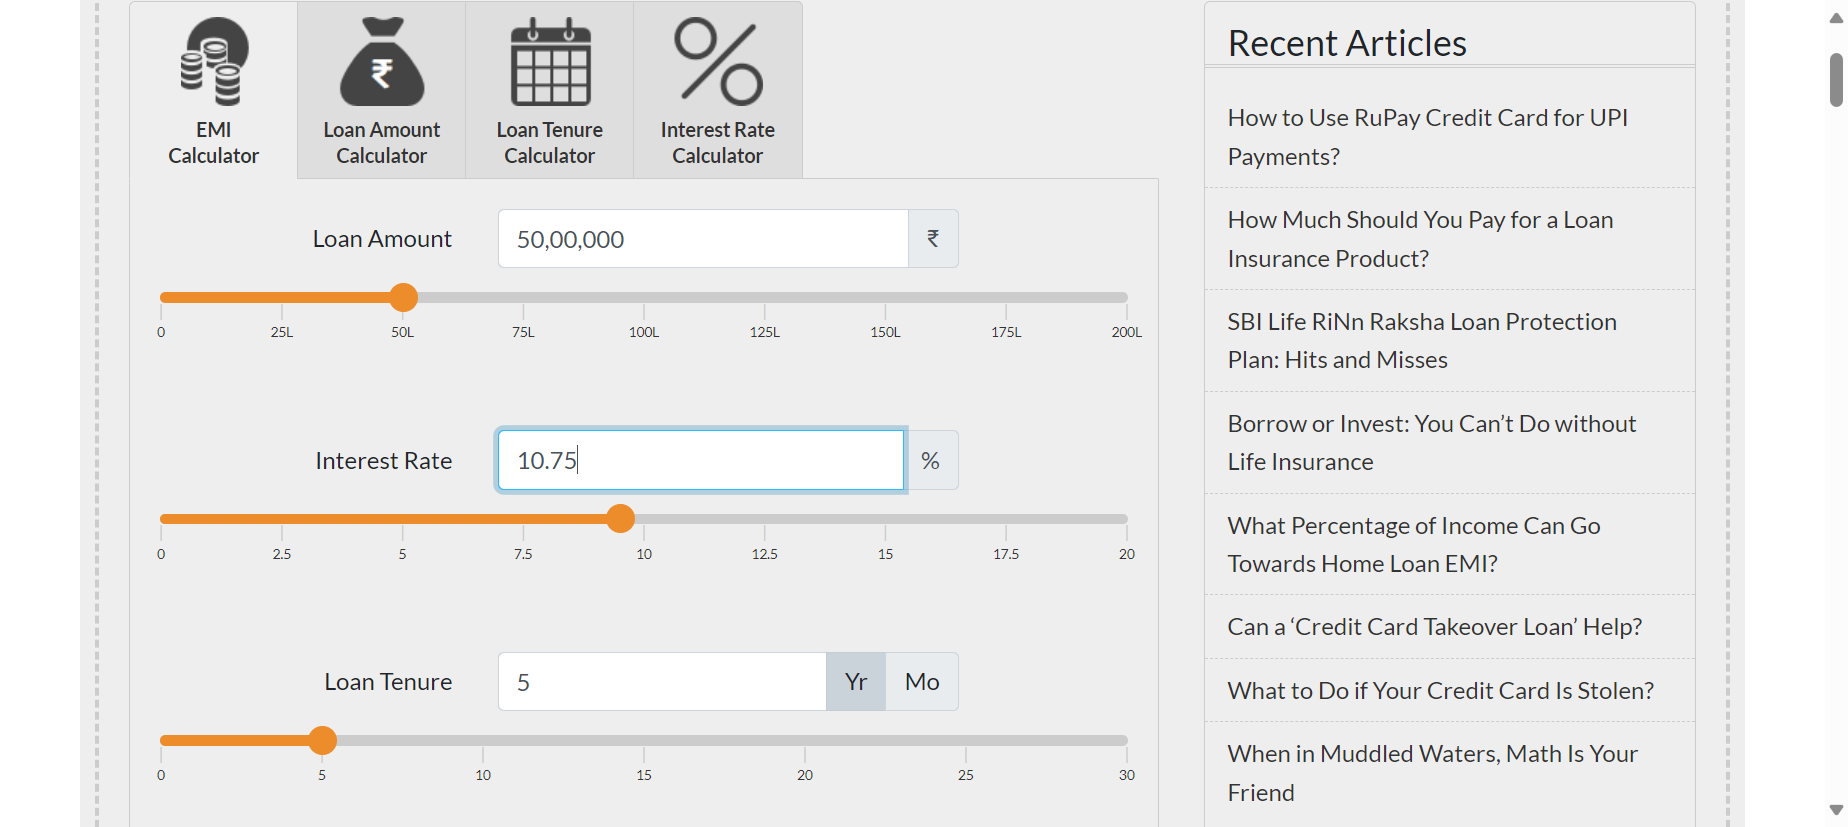 EMI
Calculator
Loan Amount
Calculator
Loan Tenure
Calculator
Interest Rate
Calculator
Loan Amount
50,00,000
₹
0 25L 50L 75L 100L 125L 150L 175L 200L
Interest Rate
10.75
%
0 2.5 5 7.5 10 12.5 15 17.5 20
Loan Tenure
5
Yr
Mo
0 5 10 15 20 25 30
Recent Articles
How to Use RuPay Credit Card for UPI
Payments?
How Much Should You Pay for a Loan
Insurance Product?
SBI Life RiNn Raksha Loan Protection
Plan: Hits and Misses
Borrow or Invest: You Can’t Do without
Life Insurance
What Percentage of Income Can Go
Towards Home Loan EMI?
Can a ‘Credit Card Takeover Loan’ Help?
What to Do if Your Credit Card Is Stolen?
When in Muddled Waters, Math Is Your
Friend